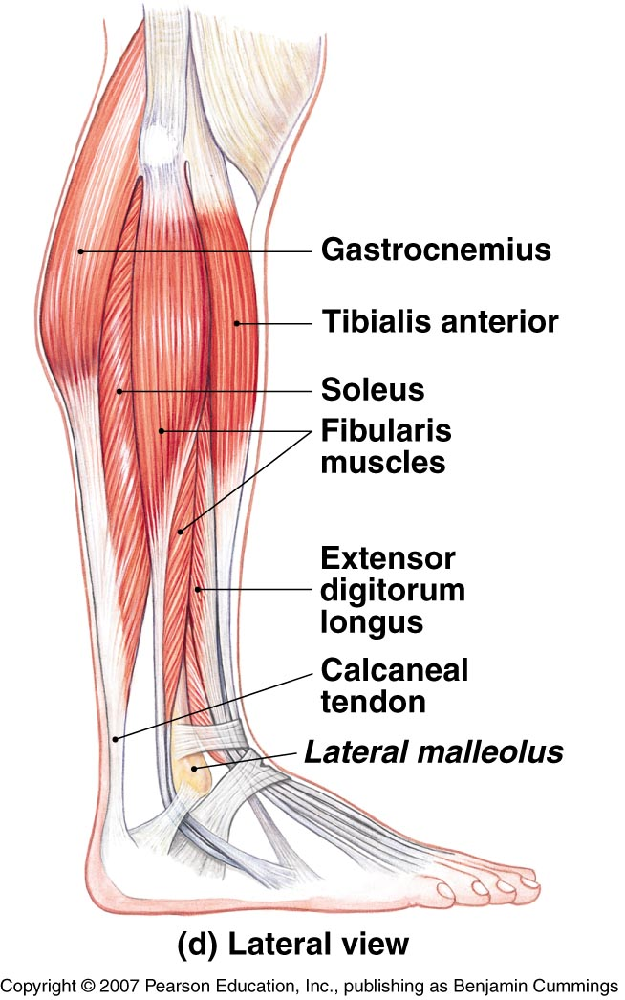 Gastrocnemius
Tibialis anterior
Soleus
Fibularis
muscles
Extensor
digitorum
longus
Calcaneal
tendon
Lateral malleolus
(d) Lateral view
Copyright © 2007 Pearson Education, Inc., publishing as Benjamin Cummings